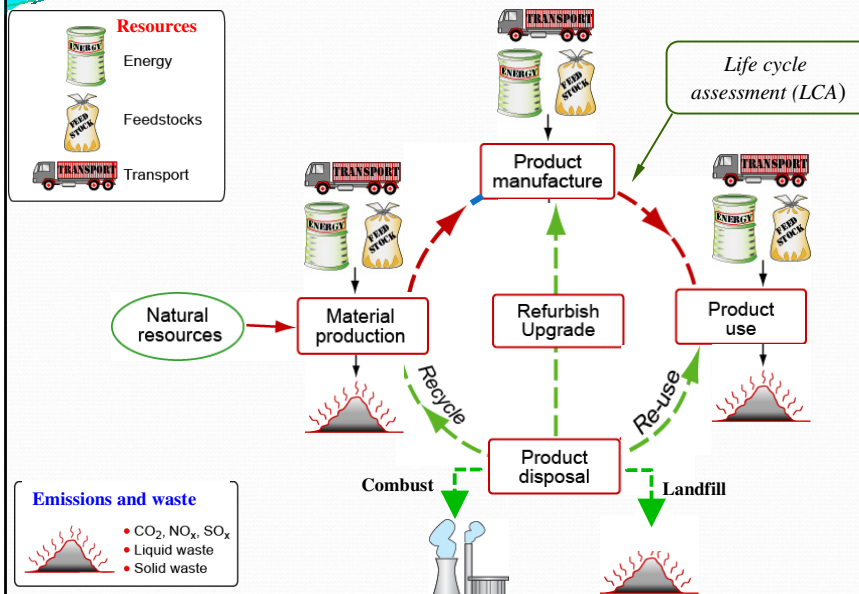 Resources
ENERGY
Energy
FEED
STOCK
Feedstocks
TRANSPORT
Transport
TRANSPORT
ENERGY
FEED
STOCK
Life cycle
assessment (LCA)
Product
manufacture
TRANSPORT
ENERGY
FEED
STOCK
TRANSPORT
ENERGY
FEED
STOCK
Natural
resources
Material
production
Refurbish
Upgrade
Product
use
Recycle
Re-use
Product
disposal
Combust
Landfill
Emissions and waste
• CO₂, NOₓ, SOₓ
• Liquid waste
• Solid waste